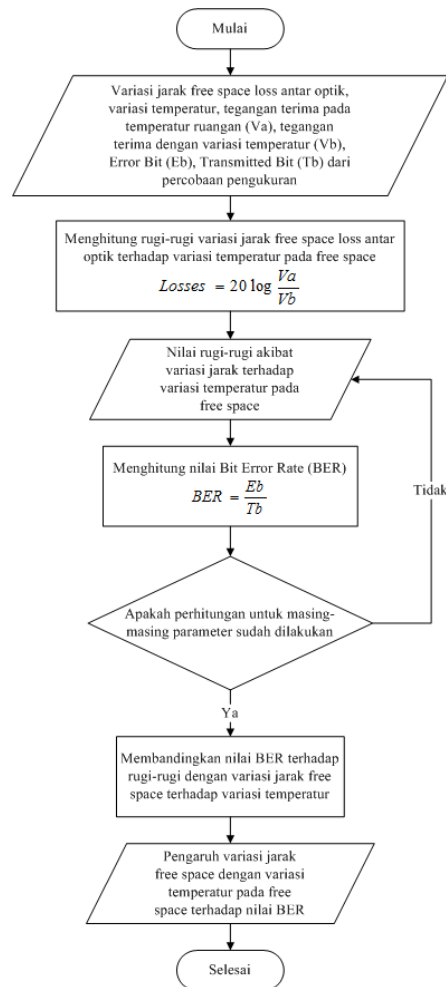 Mulai
Variasi jarak free space loss antar optik,
variasi temperatur, tegangan terima pada
temperatur ruangan (Va), tegangan
terima dengan variasi temperatur (Vb),
Error Bit (Eb), Transmitted Bit (Tb) dari
percobaan pengukuran
Menghitung rugi-rugi variasi jarak free space loss antar
optik terhadap variasi temperatur pada free space
Losses = 20 log Va/Vb
Nilai rugi-rugi akibat
variasi jarak terhadap
variasi temperatur pada
free space
Menghitung nilai Bit Error Rate (BER)
BER = Eb/Tb
Tidak
Apakah perhitungan untuk masing-
masing parameter sudah dilakukan
Ya
Membandingkan nilai BER terhadap
rugi-rugi dengan variasi jarak free
space terhadap variasi temperatur
Pengaruh variasi jarak
free space dengan variasi
temperatur pada free
space terhadap nilai BER
Selesai